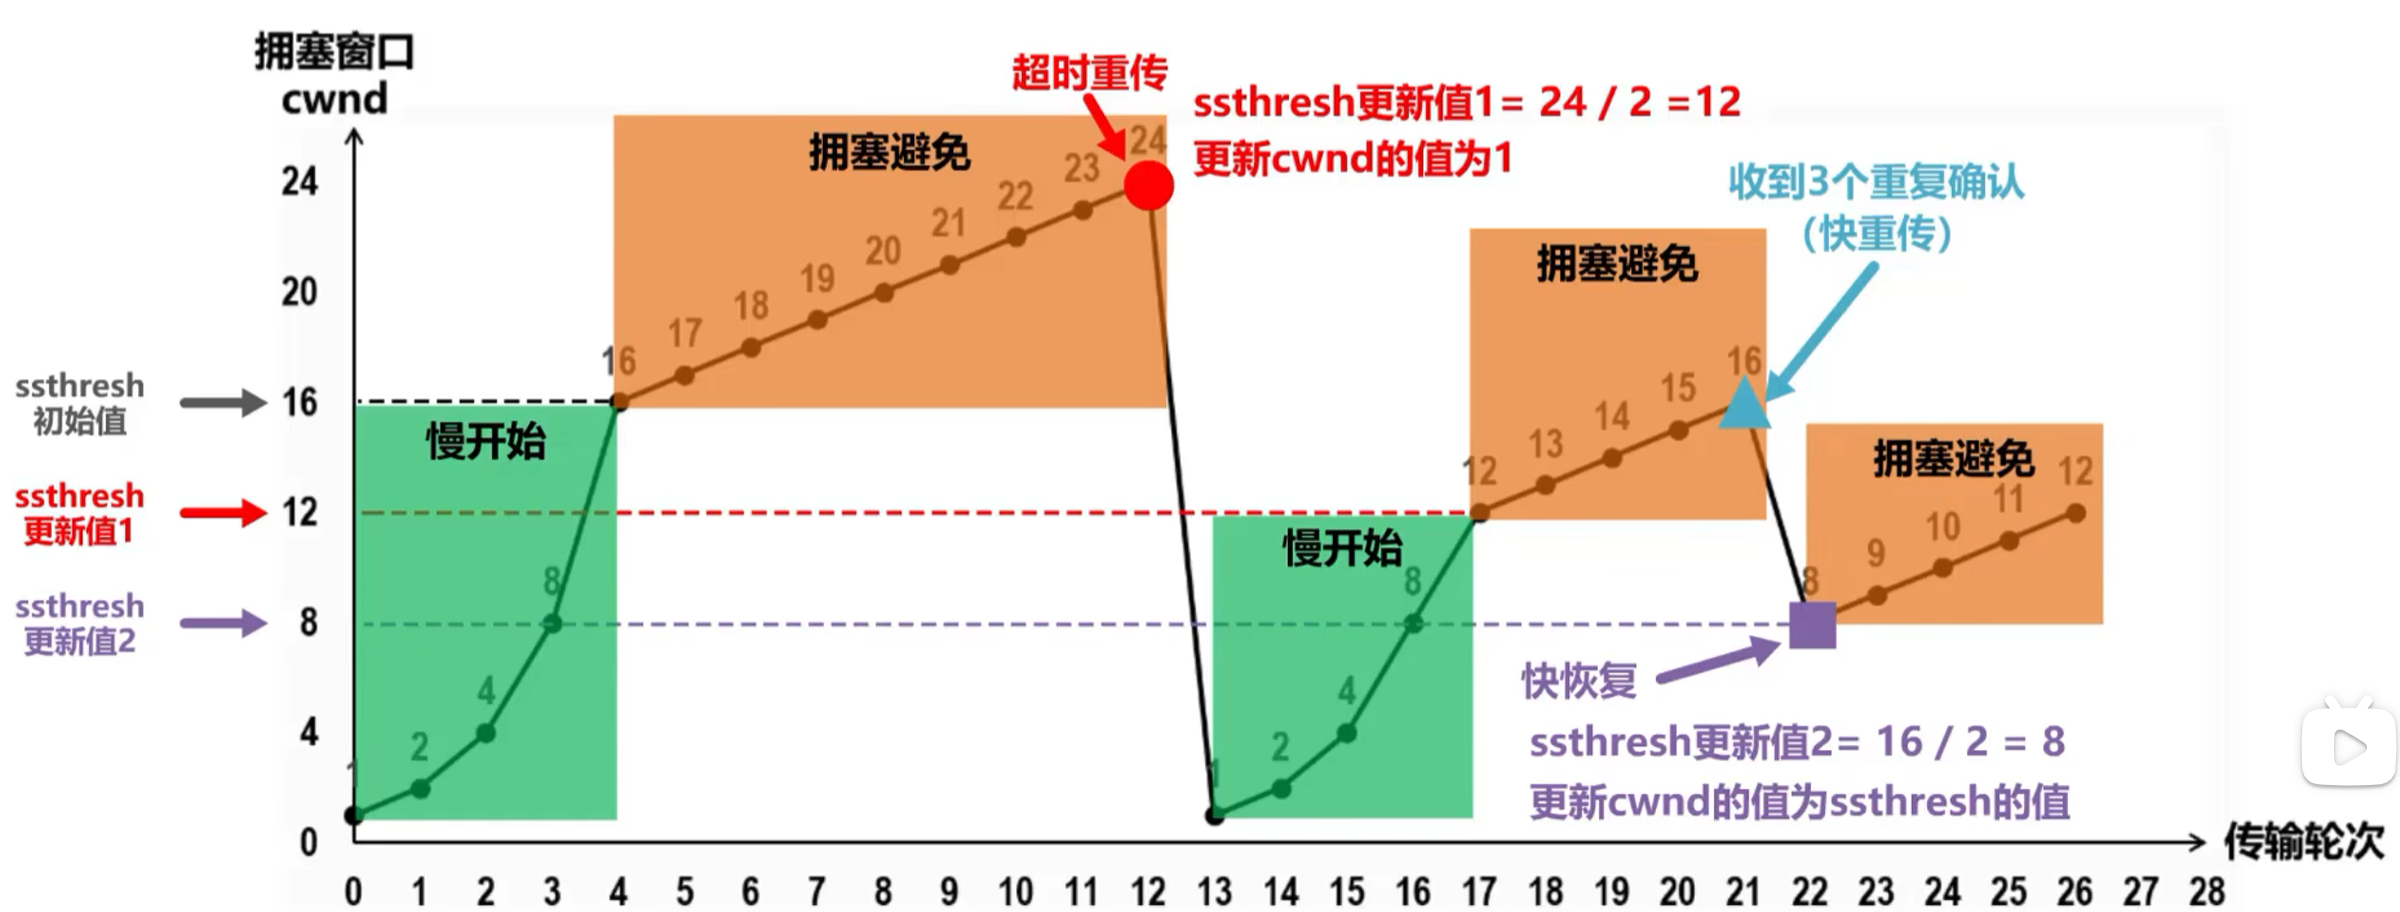 拥塞窗口
cwnd
超时重传
ssthresh更新值1= 24 / 2 =12
更新cwnd的值为1
收到3个重复确认
（快重传）
拥塞避免
拥塞避免
拥塞避免
慢开始
慢开始
24
20
16
12
8
4
0
ssthresh
初始值
ssthresh
更新值1
ssthresh
更新值2
1
2
4
8
16
17
18
19
20
21
22
23
24
1
2
4
8
12
13
14
15
16
8
9
10
11
12
快恢复
ssthresh更新值2= 16 / 2 = 8
更新cwnd的值为ssthresh的值
传输轮次
0 1 2 3 4 5 6 7 8 9 10 11 12 13 14 15 16 17 18 19 20 21 22 23 24 25 26 27 28